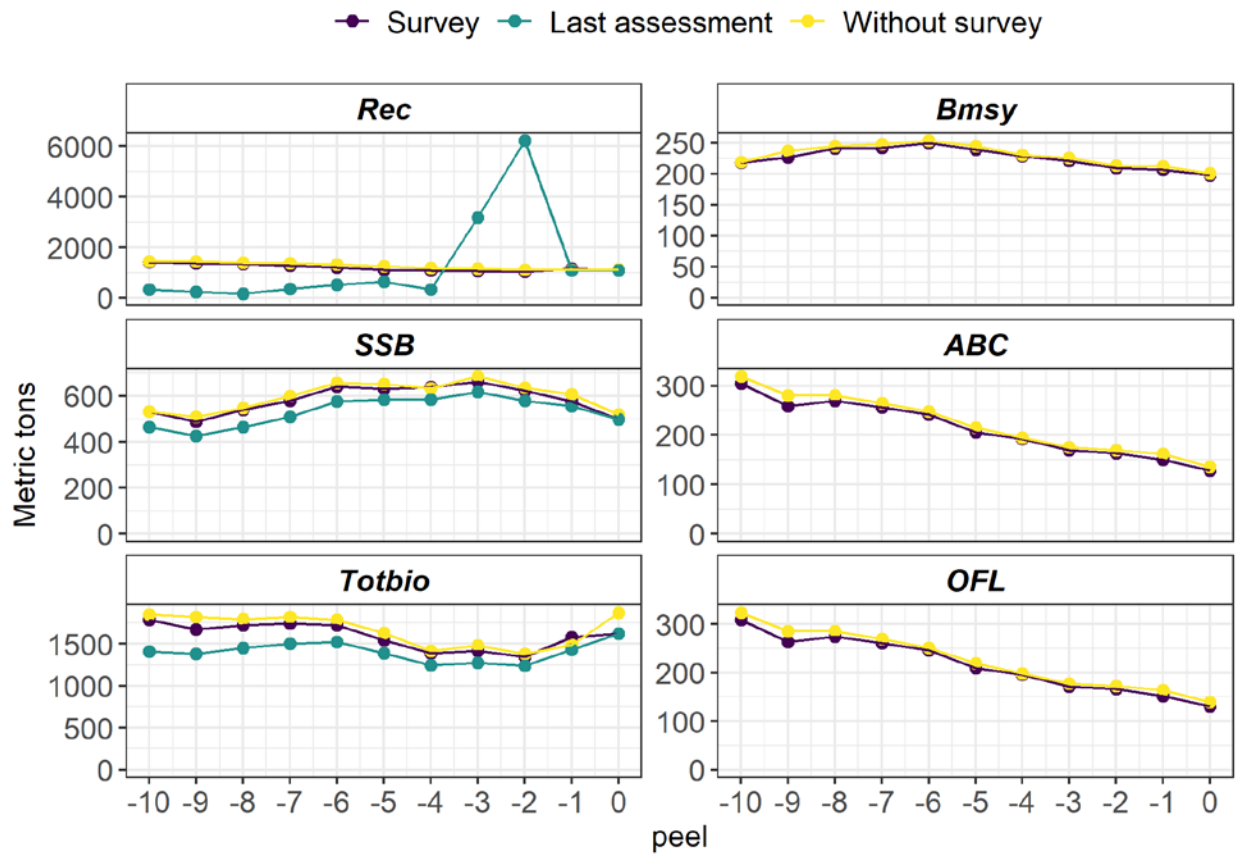 Survey Last assessment Without survey
Rec
6000
4000
2000
0
Bmsy
250
200
150
100
50
0
SSB
600
400
200
0
ABC
300
200
100
0
Totbio
1500
1000
500
0
OFL
300
200
100
0
-10 -9 -8 -7 -6 -5 -4 -3 -2 -1 0
-10 -9 -8 -7 -6 -5 -4 -3 -2 -1 0
Metric tons
peel